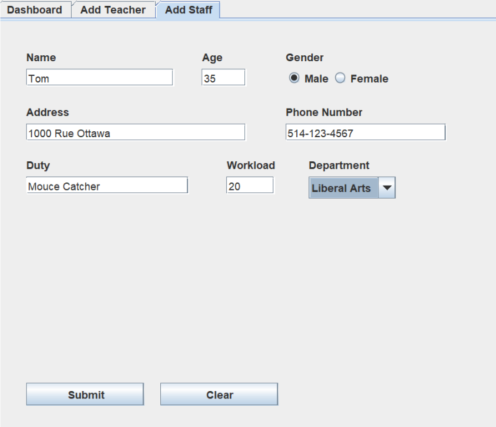 Dashboard Add Teacher Add Staff
Name Age Gender
Tom 35 Male Female
Address Phone Number
1000 Rue Ottawa 514-123-4567
Duty Workload Department
Mouce Catcher 20 Liberal Arts
Submit Clear